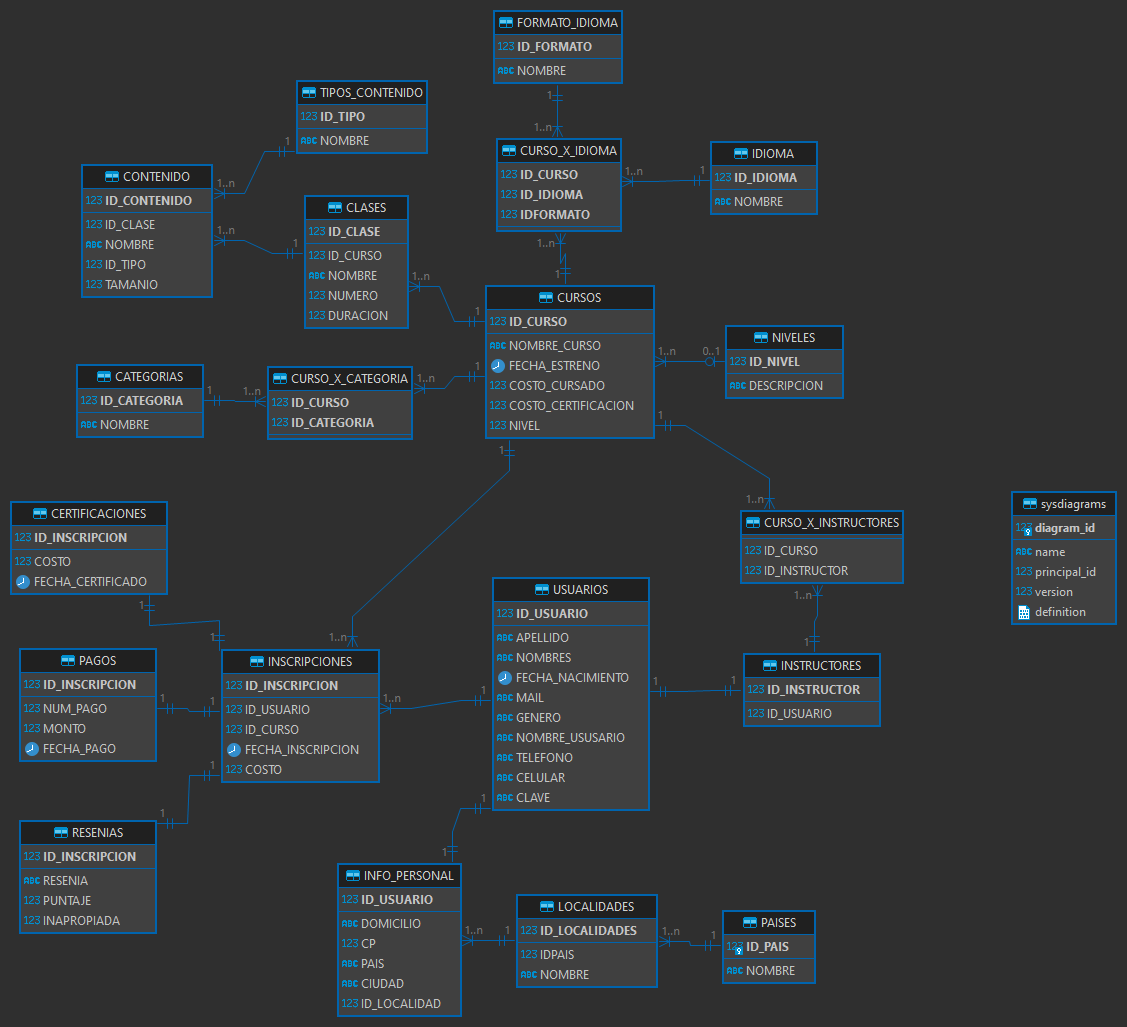 FORMATO_IDIOMA
123 ID_FORMATO
ABC NOMBRE
1
1..n
TIPOS_CONTENIDO
123 ID_TIPO
ABC NOMBRE
1
CURSO_X_IDIOMA
123 ID_CURSO
123 ID_IDIOMA
123 IDFORMATO
1..n
1
1..n
1
IDIOMA
123 ID_IDIOMA
ABC NOMBRE
CONTENIDO
123 ID_CONTENIDO
123 ID_CLASE
ABC NOMBRE
123 ID_TIPO
123 TAMANIO
1..n
1..n
1
CLASES
123 ID_CLASE
123 ID_CURSO
ABC NOMBRE
123 NUMERO
123 DURACION
1..n
1
CURSOS
123 ID_CURSO
ABC NOMBRE_CURSO
FECHA_ESTRENO
123 COSTO_CURSADO
123 COSTO_CERTIFICACION
123 NIVEL
1..n
0..1
NIVELES
123 ID_NIVEL
ABC DESCRIPCION
CATEGORIAS
123 ID_CATEGORIA
ABC NOMBRE
1
1..n
CURSO_X_CATEGORIA
123 ID_CURSO
123 ID_CATEGORIA
1..n
1
1
1
1..n
CERTIFICACIONES
123 ID_INSCRIPCION
123 COSTO
FECHA_CERTIFICADO
1
1
CURSO_X_INSTRUCTORES
123 ID_CURSO
123 ID_INSTRUCTOR
1..n
1
sysdiagrams
123 diagram_id
ABC name
123 principal_id
123 version
definition
PAGOS
123 ID_INSCRIPCION
123 NUM_PAGO
123 MONTO
FECHA_PAGO
1
1
1..n
INSCRIPCIONES
123 ID_INSCRIPCION
123 ID_USUARIO
123 ID_CURSO
FECHA_INSCRIPCION
123 COSTO
1..n
1
USUARIOS
123 ID_USUARIO
ABC APELLIDO
ABC NOMBRES
FECHA_NACIMIENTO
ABC MAIL
ABC GENERO
ABC NOMBRE_USUSARIO
ABC TELEFONO
ABC CELULAR
ABC CLAVE
1
1
INSTRUCTORES
123 ID_INSTRUCTOR
123 ID_USUARIO
1
1
RESENIAS
123 ID_INSCRIPCION
ABC RESENIA
123 PUNTAJE
123 INAPROPIADA
1
1
INFO_PERSONAL
123 ID_USUARIO
ABC DOMICILIO
123 CP
ABC PAIS
ABC CIUDAD
123 ID_LOCALIDAD
1..n
1
LOCALIDADES
123 ID_LOCALIDADES
123 IDPAIS
ABC NOMBRE
1..n
1
PAISES
123 ID_PAIS
ABC NOMBRE